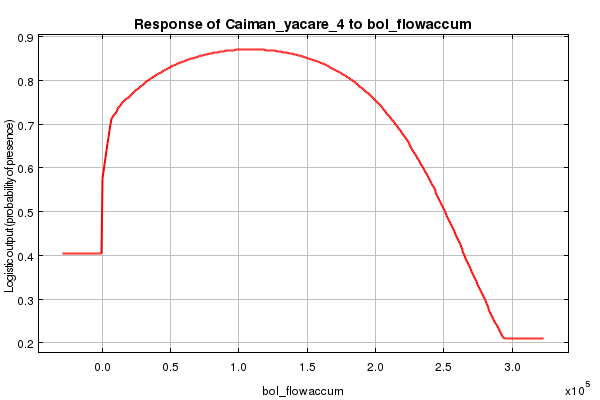 Response of Caiman_yacare_4 to bol_flowaccum
Logistic output (probability of presence)
0.9
0.8
0.7
0.6
0.5
0.4
0.3
0.2
0.0 0.5 1.0 1.5 2.0 2.5 3.0
bol_flowaccum
x10^5